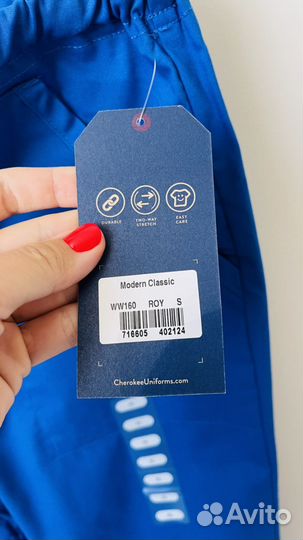 DURABLE
TWO-WAY
STRETCH
EASY
CARE
Modern Classic
WW160 ROY S
716605 402124
CherokeeUniforms.com
Avito